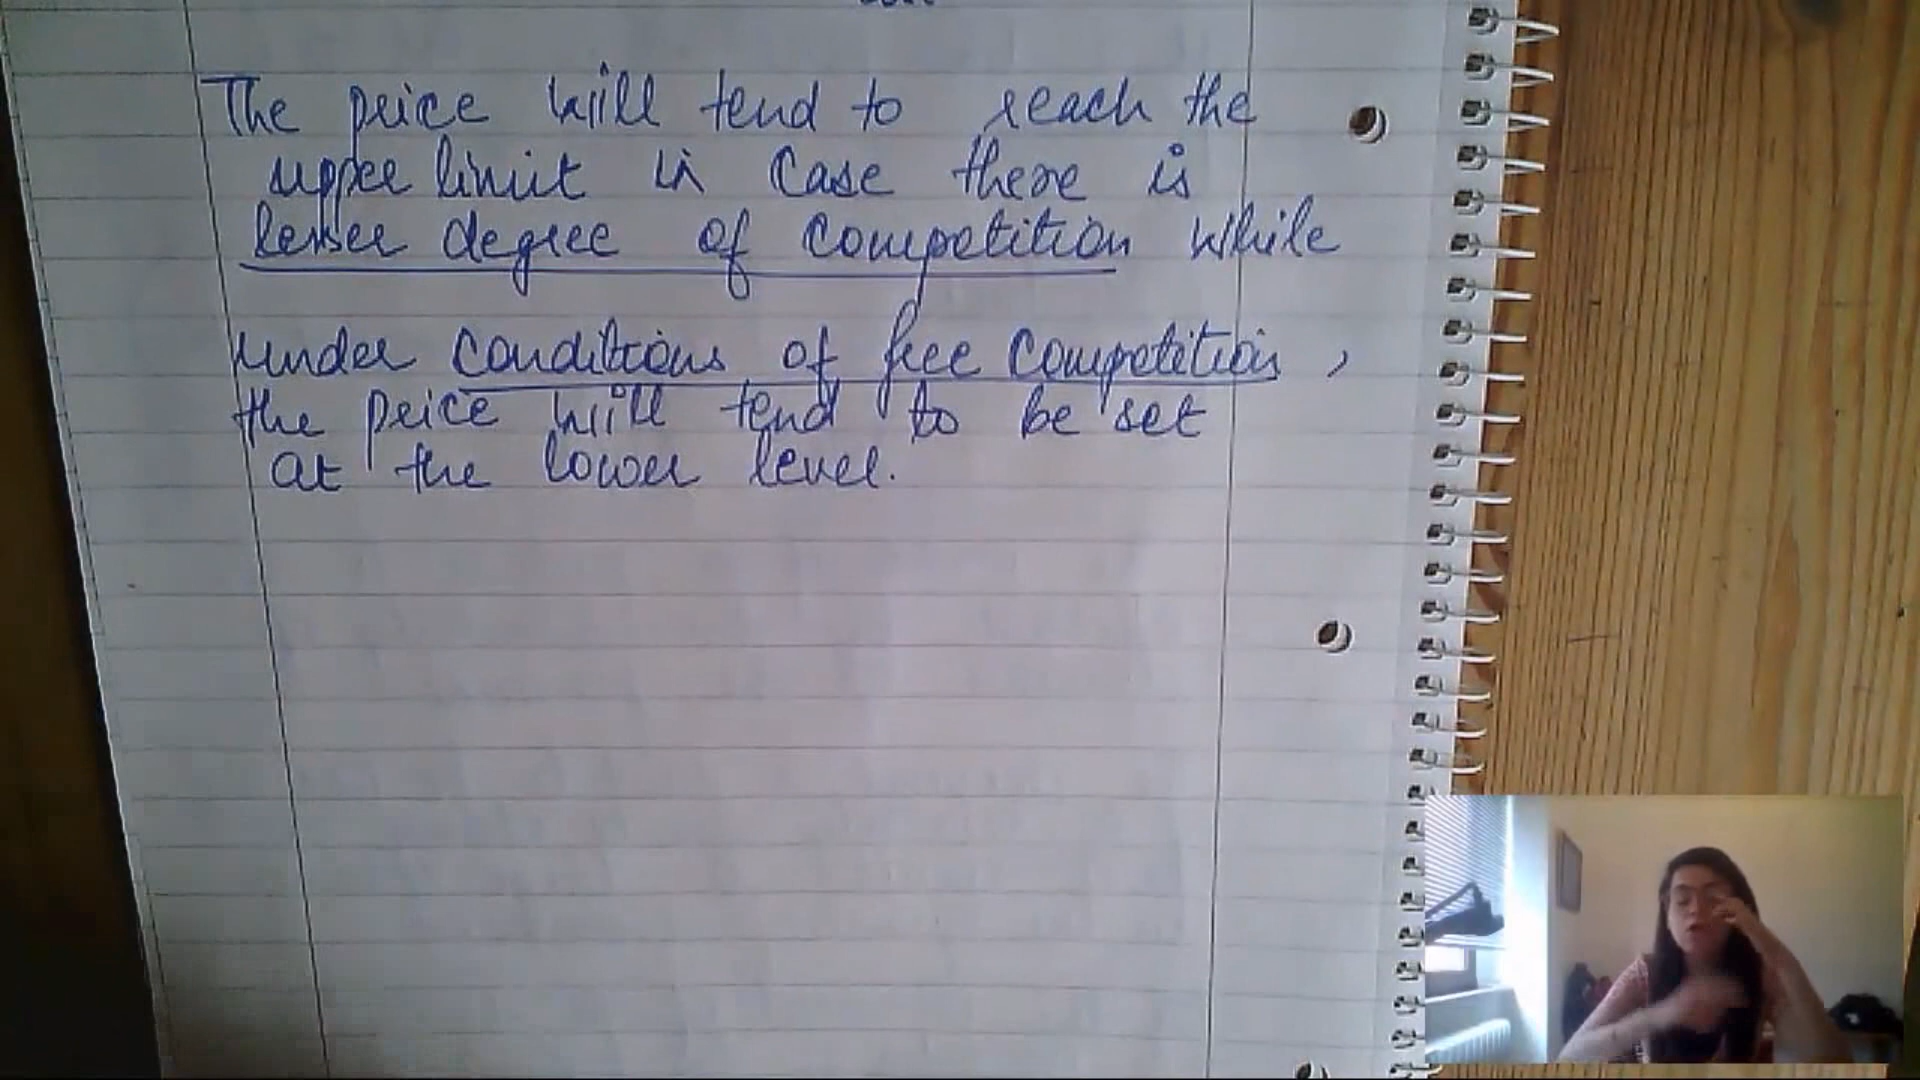 The price will tend to reach the
upper limit in case there is
lesser degree of competition while
under conditions of free competition,
the price will tend to be set
at the lower level.